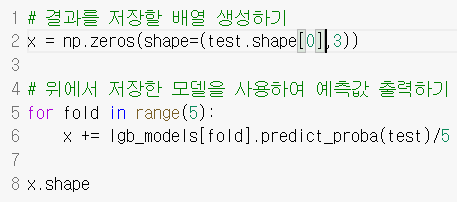 1 # 결과를 저장할 배열 생성하기
2 x = np.zeros(shape=(test.shape[0],3))
3
4 # 위에서 저장한 모델을 사용하여 예측값 출력하기
5 for fold in range(5):
6     x += lgb_models[fold].predict_proba(test)/5
7
8 x.shape